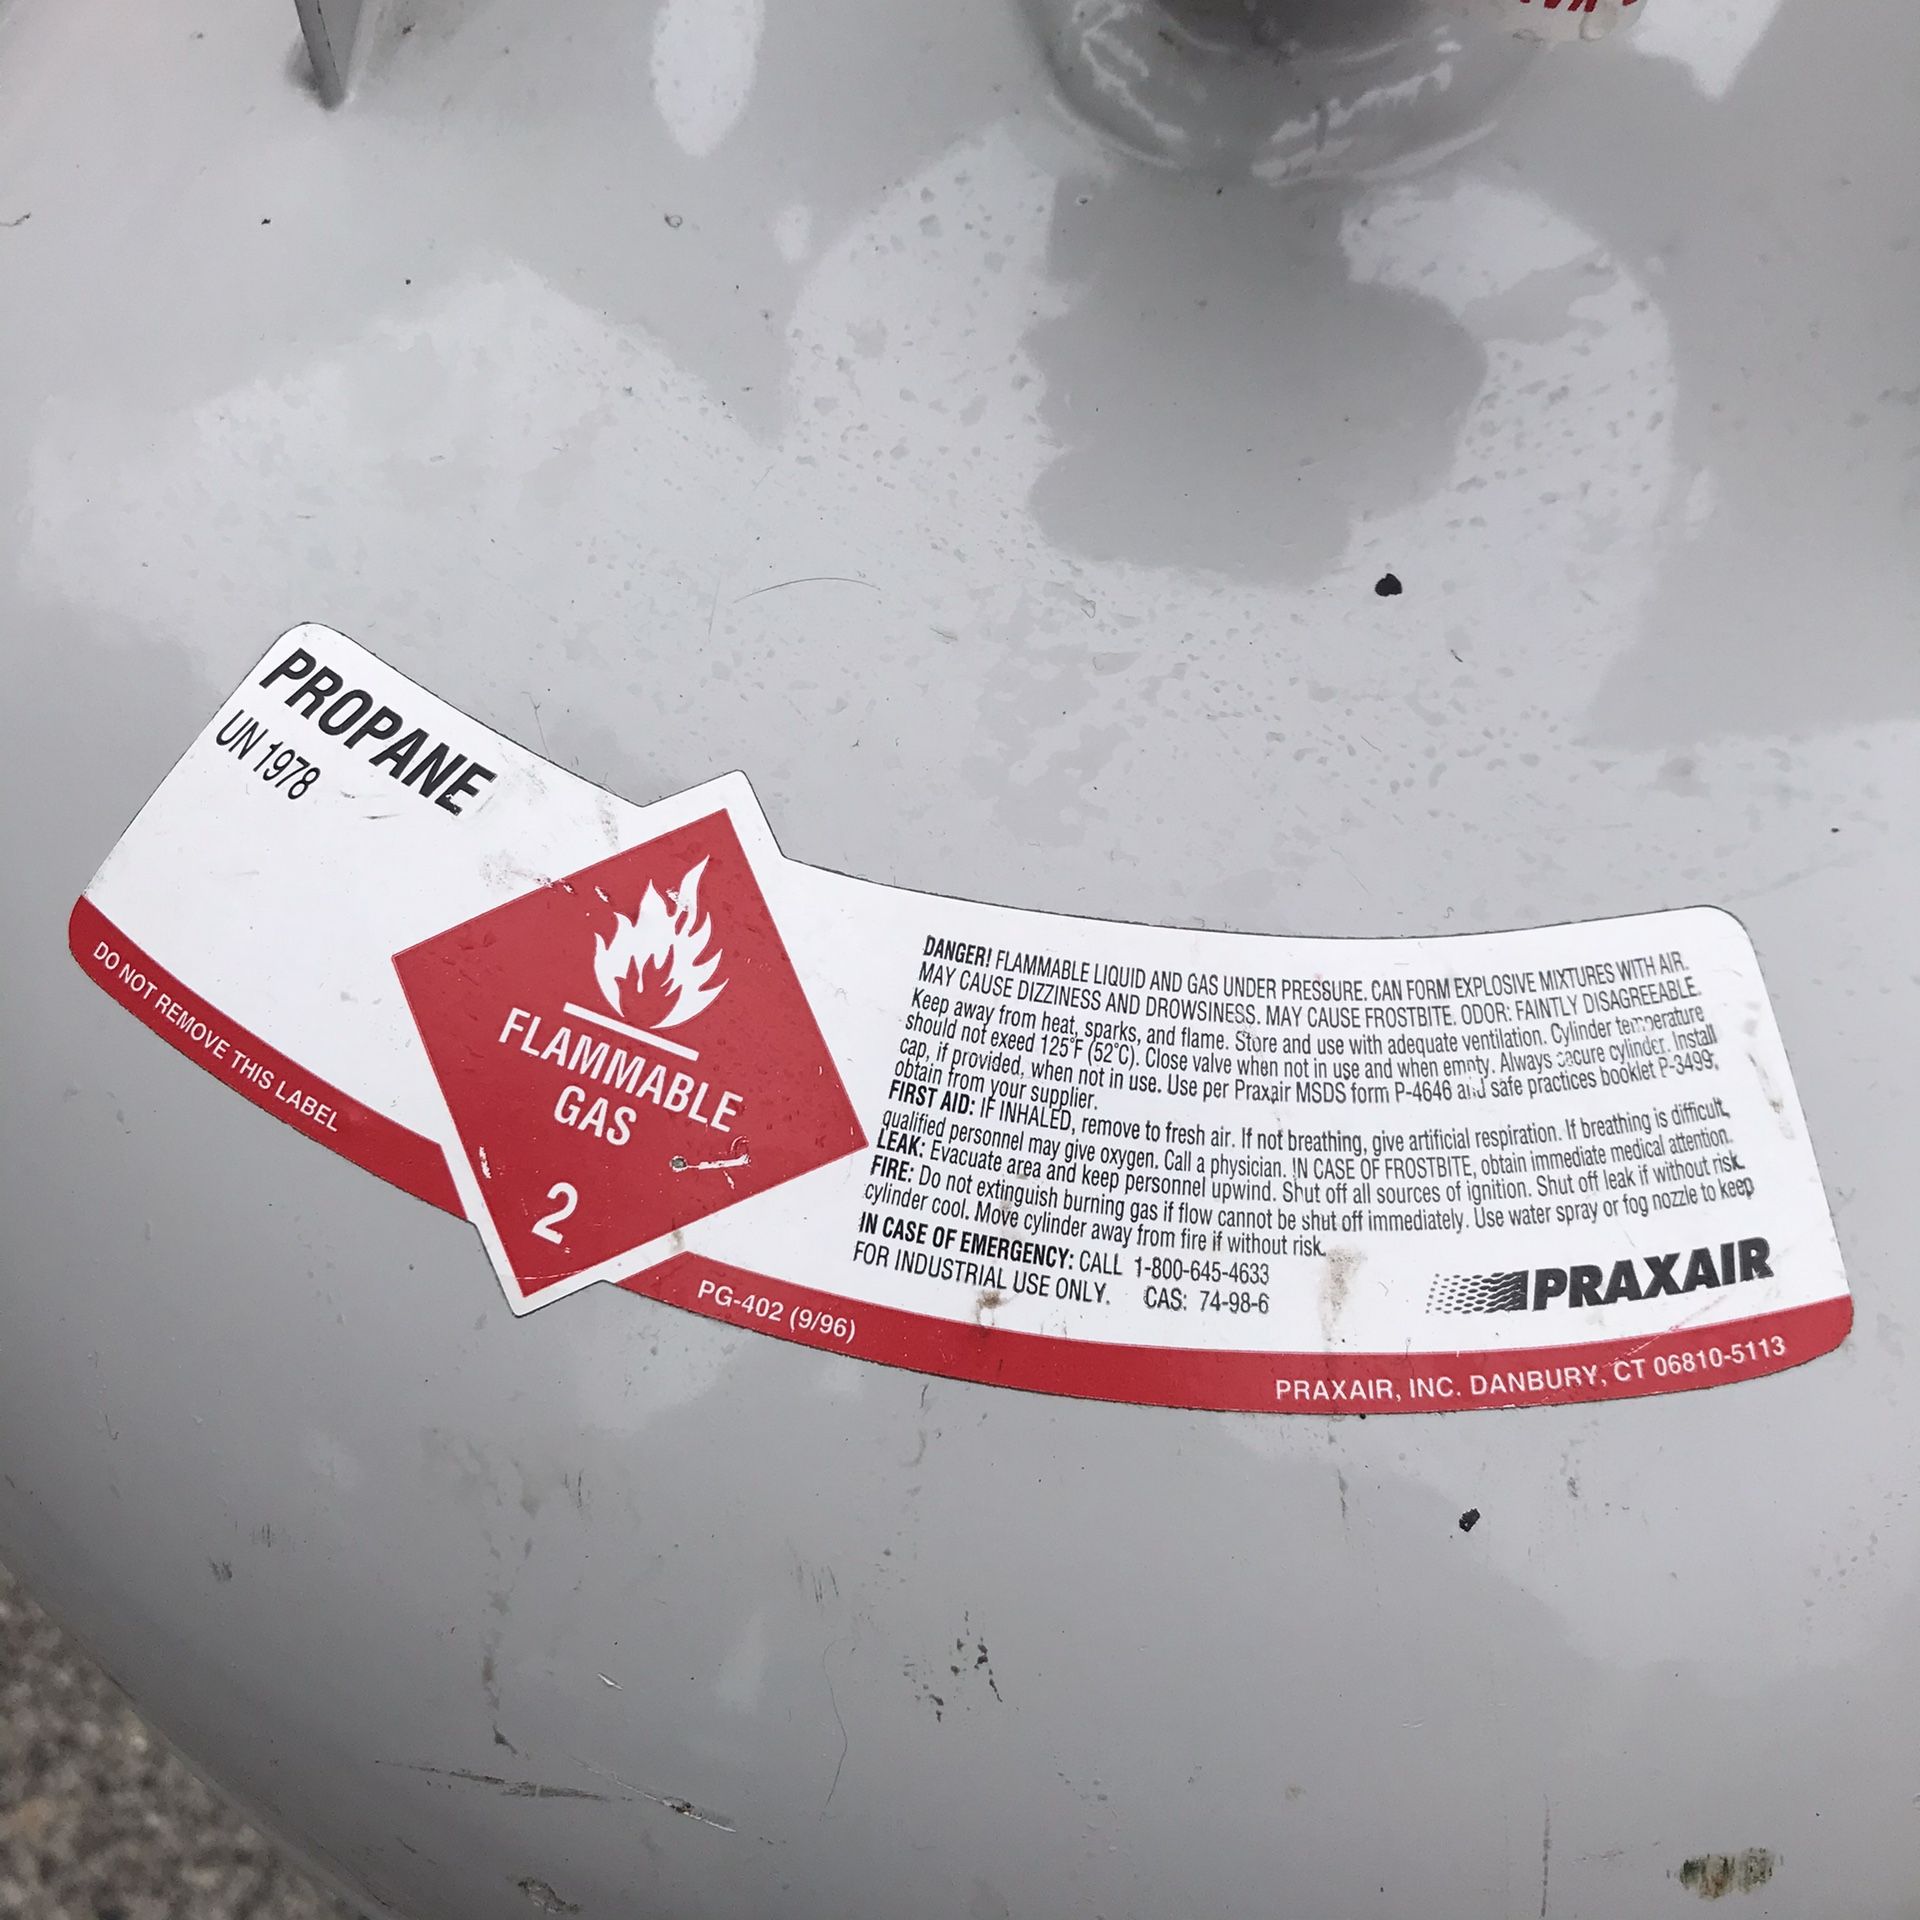 PROPANE
UN 1978
DO NOT REMOVE THIS LABEL
FLAMMABLE
GAS
2
DANGER! FLAMMABLE LIQUID AND GAS UNDER PRESSURE. CAN FORM EXPLOSIVE MIXTURES WITH AIR.
MAY CAUSE DIZZINESS AND DROWSINESS. MAY CAUSE FROSTBITE. ODOR: FAINTLY DISAGREEABLE.
Keep away from heat, sparks, and flame. Store and use with adequate ventilation. Cylinder temperature
should not exeed 125°F (52°C). Close valve when not in use and when empty. Always secure cylinder. Install
cap, if provided, when not in use. Use per Praxair MSDS form P-4646 and safe practices booklet P-3499,
obtain from your supplier.
FIRST AID: IF INHALED, remove to fresh air. If not breathing, give artificial respiration. If breathing is difficult,
qualified personnel may give oxygen. Call a physician. IN CASE OF FROSTBITE, obtain immediate medical attention.
LEAK: Evacuate area and keep personnel upwind. Shut off all sources of ignition. Shut off leak if without risk.
FIRE: Do not extinguish burning gas if flow cannot be shut off immediately. Use water spray or fog nozzle to keep
cylinder cool. Move cylinder away from fire if without risk.
IN CASE OF EMERGENCY: CALL 1-800-645-4633
FOR INDUSTRIAL USE ONLY. CAS: 74-98-6
PRAXAIR
PG-402 (9/96)
PRAXAIR, INC. DANBURY, CT 06810-5113